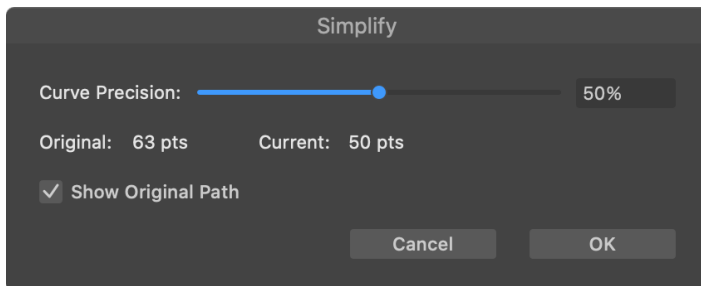 Simplify
Curve Precision: 50%
Original: 63 pts Current: 50 pts
Show Original Path
Cancel OK